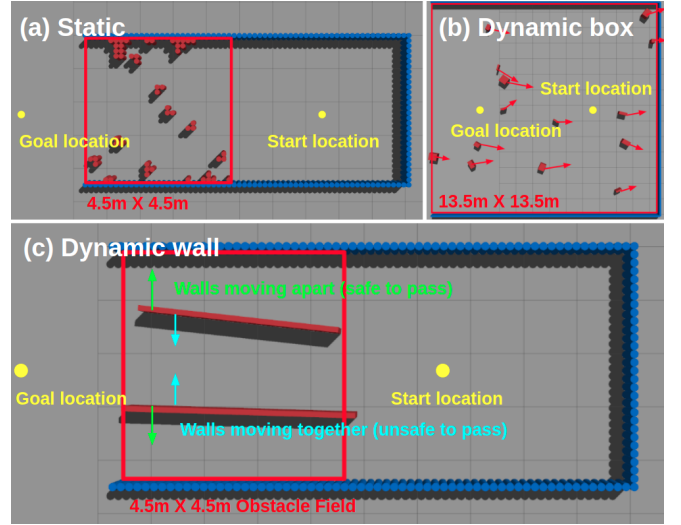 (a) Static
Goal location
Start location
4.5m X 4.5m
(b) Dynamic box
Start location
Goal location
13.5m X 13.5m
(c) Dynamic wall
Walls moving apart (safe to pass)
Goal location
Start location
Walls moving together (unsafe to pass)
4.5m X 4.5m Obstacle Field